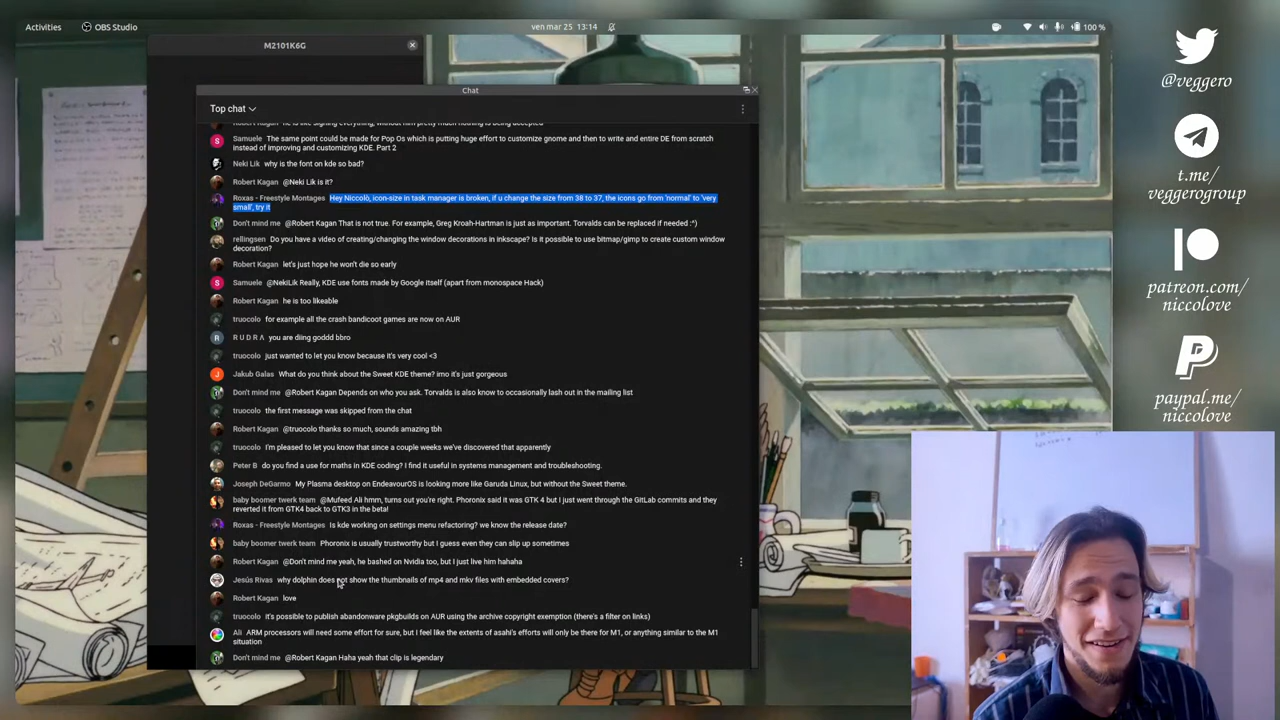 Activities
OBS Studio
ven mar 25 13:14
100 %
M2101K6G
Chat
Top chat
Samuele The same point could be made for Pop Os which is putting huge effort to customize gnome and then to write and entire DE from scratch
instead of improving and customizing KDE. Part 2
Neki Lik why is the font on kde so bad?
Robert Kagan @Neki Lik is it?
Roxas - Freestyle Montages Hey Niccolò, icon-size in task manager is broken, if u change the size from 38 to 37, the icons go from 'normal' to 'very
small', try it
Don't mind me @Robert Kagan That is not true. For example, Greg Kroah-Hartman is just as important. Torvalds can be replaced if needed :^)
rellingsen Do you have a video of creating/changing the window decorations in inkscape? Is it possible to use bitmap/gimp to create custom window
decoration?
Robert Kagan let's just hope he won't die so early
Samuele @NekiLik Really, KDE use fonts made by Google itself (apart from monospace Hack)
Robert Kagan he is too likeable
truocolo for example all the crash bandicoot games are now on AUR
R U D R A you are diing goddd bbro
truocolo just wanted to let you know because it's very cool <3
Jakub Galas What do you think about the Sweet KDE theme? imo it's just gorgeous
Don't mind me @Robert Kagan Depends on who you ask. Torvalds is also know to occasionally lash out in the mailing list
truocolo the first message was skipped from the chat
Robert Kagan @truocolo thanks so much, sounds amazing tbh
truocolo I'm pleased to let you know that since a couple weeks we've discovered that apparently
Peter B do you find a use for maths in KDE coding? I find it useful in systems management and troubleshooting.
Joseph DeGarmo My Plasma desktop on EndeavourOS is looking more like Garuda Linux, but without the Sweet theme.
baby boomer twerk team @Mufeed Ali hmm, turns out you're right. Phoronix said it was GTK 4 but I just went through the GitLab commits and they
reverted it from GTK4 back to GTK3 in the beta!
Roxas - Freestyle Montages Is kde working on settings menu refactoring? we know the release date?
baby boomer twerk team Phoronix is usually trustworthy but I guess even they can slip up sometimes
Robert Kagan @Don't mind me yeah, he bashed on Nvidia too, but I just live him hahaha
Jesús Rivas why dolphin does not show the thumbnails of mp4 and mkv files with embedded covers?
Robert Kagan love
truocolo it's possible to publish abandonware pkgbuilds on AUR using the archive copyright exemption (there's a filter on links)
Ali ARM processors will need some effort for sure, but I feel like the extents of asahi's efforts will only be there for M1, or anything similar to the M1
situation
Don't mind me @Robert Kagan Haha yeah that clip is legendary
@veggero
t.me/
veggerogroup
patreon.com/
niccolove
paypal.me/
niccolove